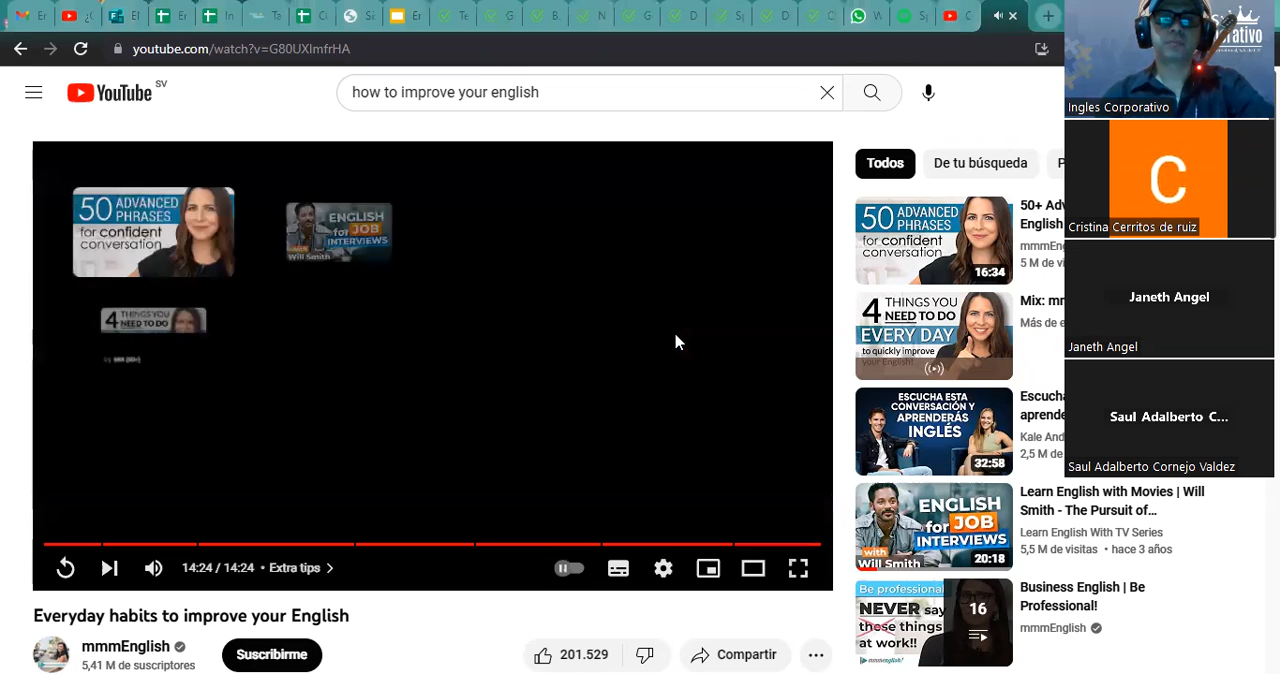 youtube.com/watch?v=G80UXImfrHA
YouTube SV
how to improve your english
50 ADVANCED
PHRASES
for confident
conversation
ENGLISH
for JOB
INTERVIEWS
Will Smith
4 THINGS YOU
NEED TO DO
14:24 / 14:24 • Extra tips
Everyday habits to improve your English
mmmEnglish
5,41 M de suscriptores
Suscribirme
201.529
Compartir
Todos
De tu búsqueda
50 ADVANCED
PHRASES
for confident
conversation
16:34
50+ Adv
English
mmmEn
5 M de vi
4 THINGS YOU
NEED TO DO
EVERY DAY
to quickly improve
your English!
Mix: mm
Más de e
ESCUCHA ESTA
CONVERSACIÓN Y
APRENDERÁS
INGLÉS
32:58
Escucha
aprende
Kale And
2,5 M de
ENGLISH
for JOB
INTERVIEWS
with
Will Smith
20:18
Learn English with Movies | Will
Smith - The Pursuit of...
Learn English With TV Series
5,5 M de visitas • hace 3 años
Be professional
NEVER say
these things
at work!!
mmmEnglish!
16
Business English | Be
Professional!
mmmEnglish
Ingles Corporativo
C
Cristina Cerritos de ruiz
Janeth Angel
Janeth Angel
Saul Adalberto C...
Saul Adalberto Cornejo Valdez